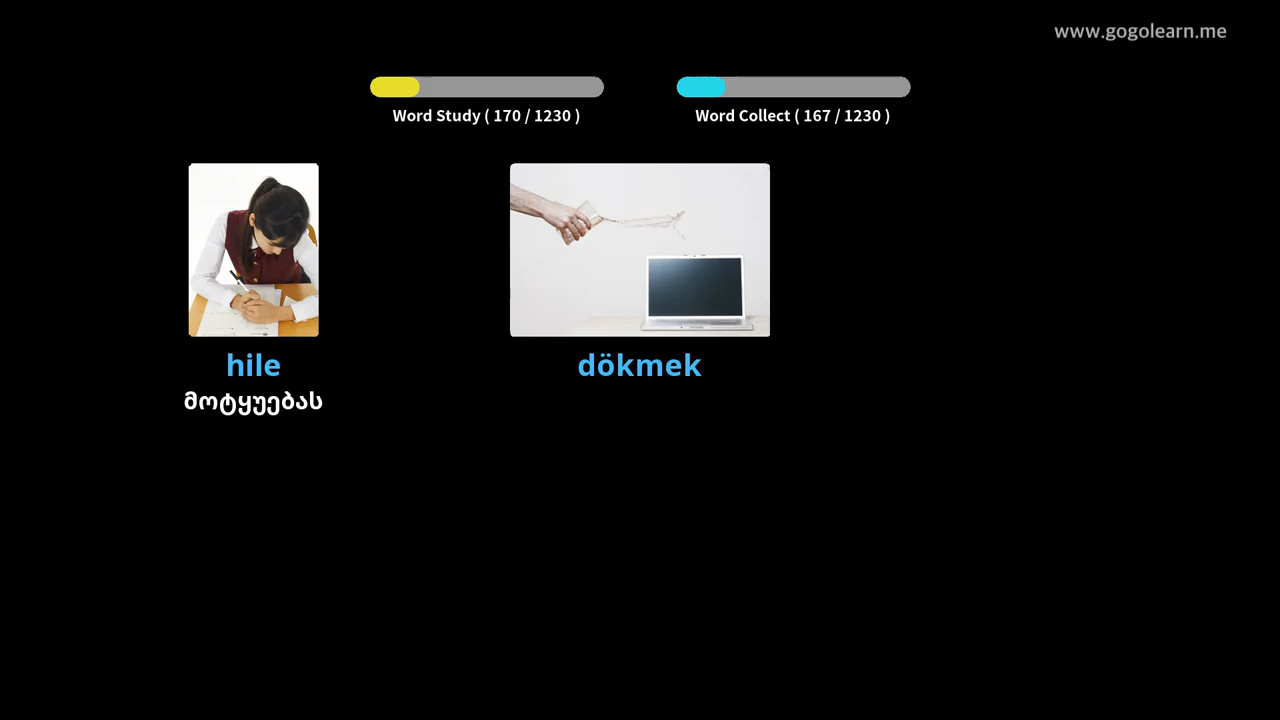 www.gogolearn.me
Word Study ( 170 / 1230 )
Word Collect ( 167 / 1230 )
hile
მოტყუებას
dökmek